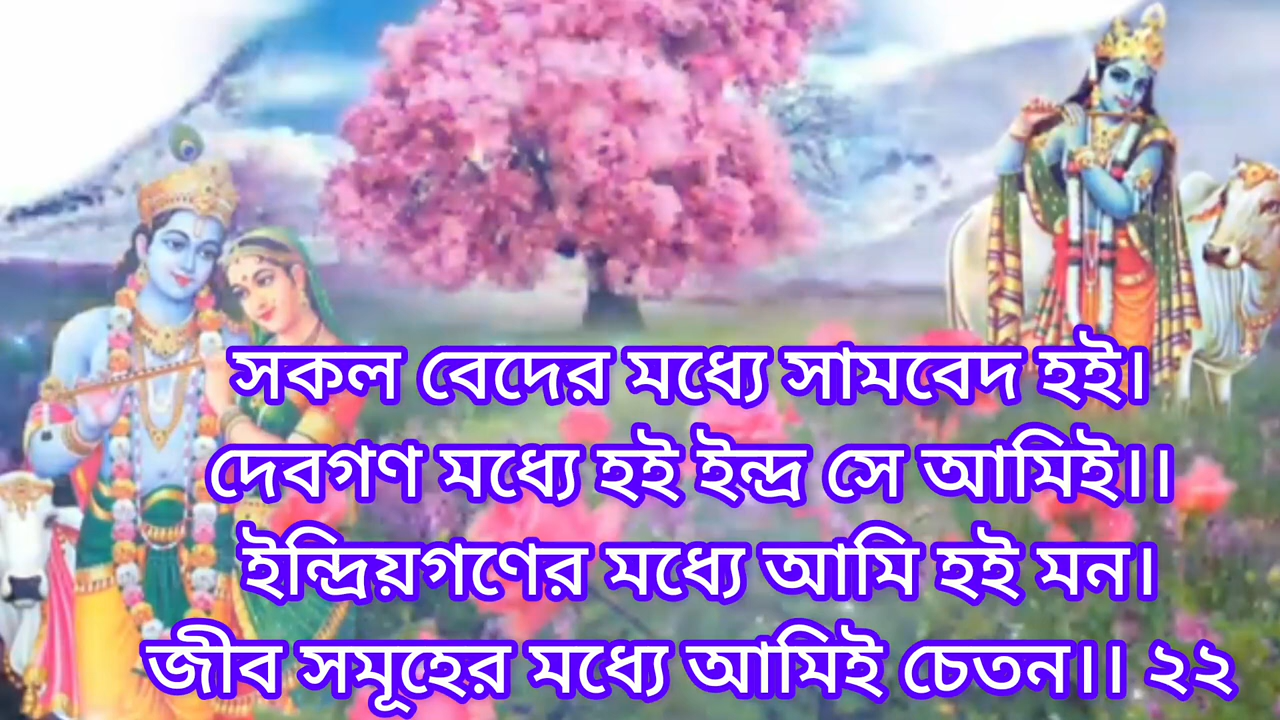 সকল বেদের মধ্যে সামবেদ হই।
দেবগণ মধ্যে হই ইন্দ্র সে আমিই।।
ইন্দ্রিয়গণের মধ্যে আমি হই মন।
জীব সমূহের মধ্যে আমিই চেতন।। ২২